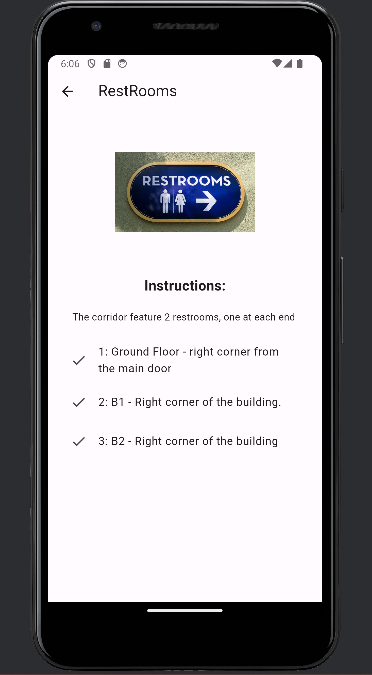 6:06
RestRooms
RESTROOMS
Instructions:
The corridor feature 2 restrooms, one at each end
1: Ground Floor - right corner from
the main door
2: B1 - Right corner of the building.
3: B2 - Right corner of the building